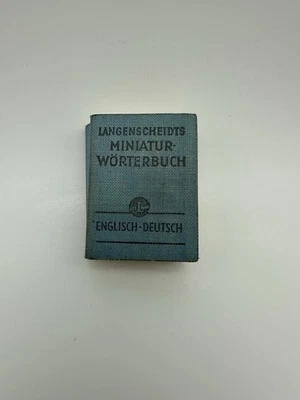 LANGENSCHEIDTS
MINIATUR-
WÖRTERBUCH
L
ENGLISCH-DEUTSCH